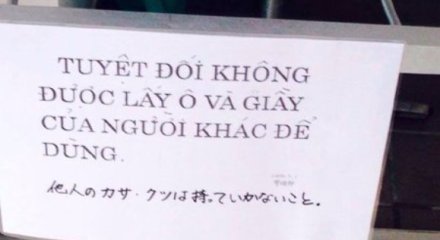 TUYỆT ĐỐI KHÔNG
ĐƯỢC LẤY Ô VÀ GIẦY
CỦA NGƯỜI KHÁC ĐỂ
DÙNG.
他人のカサ・クツは持っていかないこと。